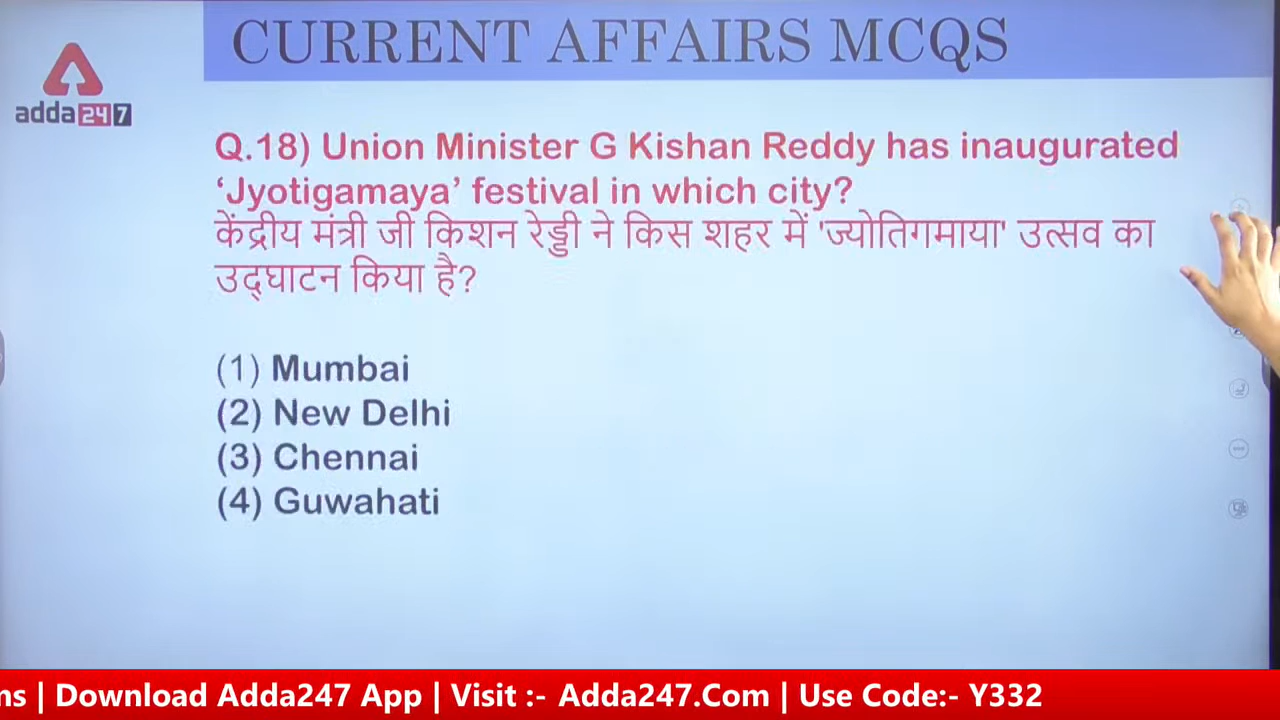 CURRENT AFFAIRS MCQS
adda247
Q.18) Union Minister G Kishan Reddy has inaugurated
‘Jyotigamaya’ festival in which city?
केंद्रीय मंत्री जी किशन रेड्डी ने किस शहर में 'ज्योतिगमाया' उत्सव का
उद्घाटन किया है?
(1) Mumbai
(2) New Delhi
(3) Chennai
(4) Guwahati
ns | Download Adda247 App | Visit :- Adda247.Com | Use Code:- Y332